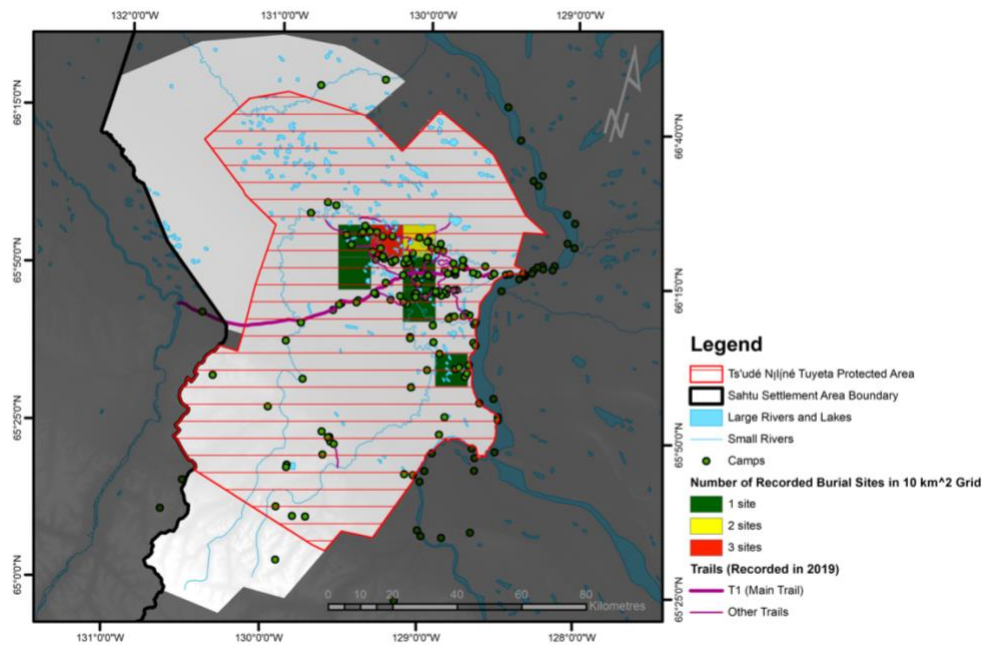 132°0'0"W 131°0'0"W 130°0'0"W 129°0'0"W
66°15'0"N
65°50'0"N
65°25'0"N
65°0'0"N
66°40'0"N
66°15'0"N
65°50'0"N
65°25'0"N
N
0 10 20 40 60 80
Kilometres
131°0'0"W 130°0'0"W 129°0'0"W 128°0'0"W
Legend
Ts'udé Nı̨lı̨né Tuyeta Protected Area
Sahtu Settlement Area Boundary
Large Rivers and Lakes
Small Rivers
Camps
Number of Recorded Burial Sites in 10 km^2 Grid
1 site
2 sites
3 sites
Trails (Recorded in 2019)
T1 (Main Trail)
Other Trails